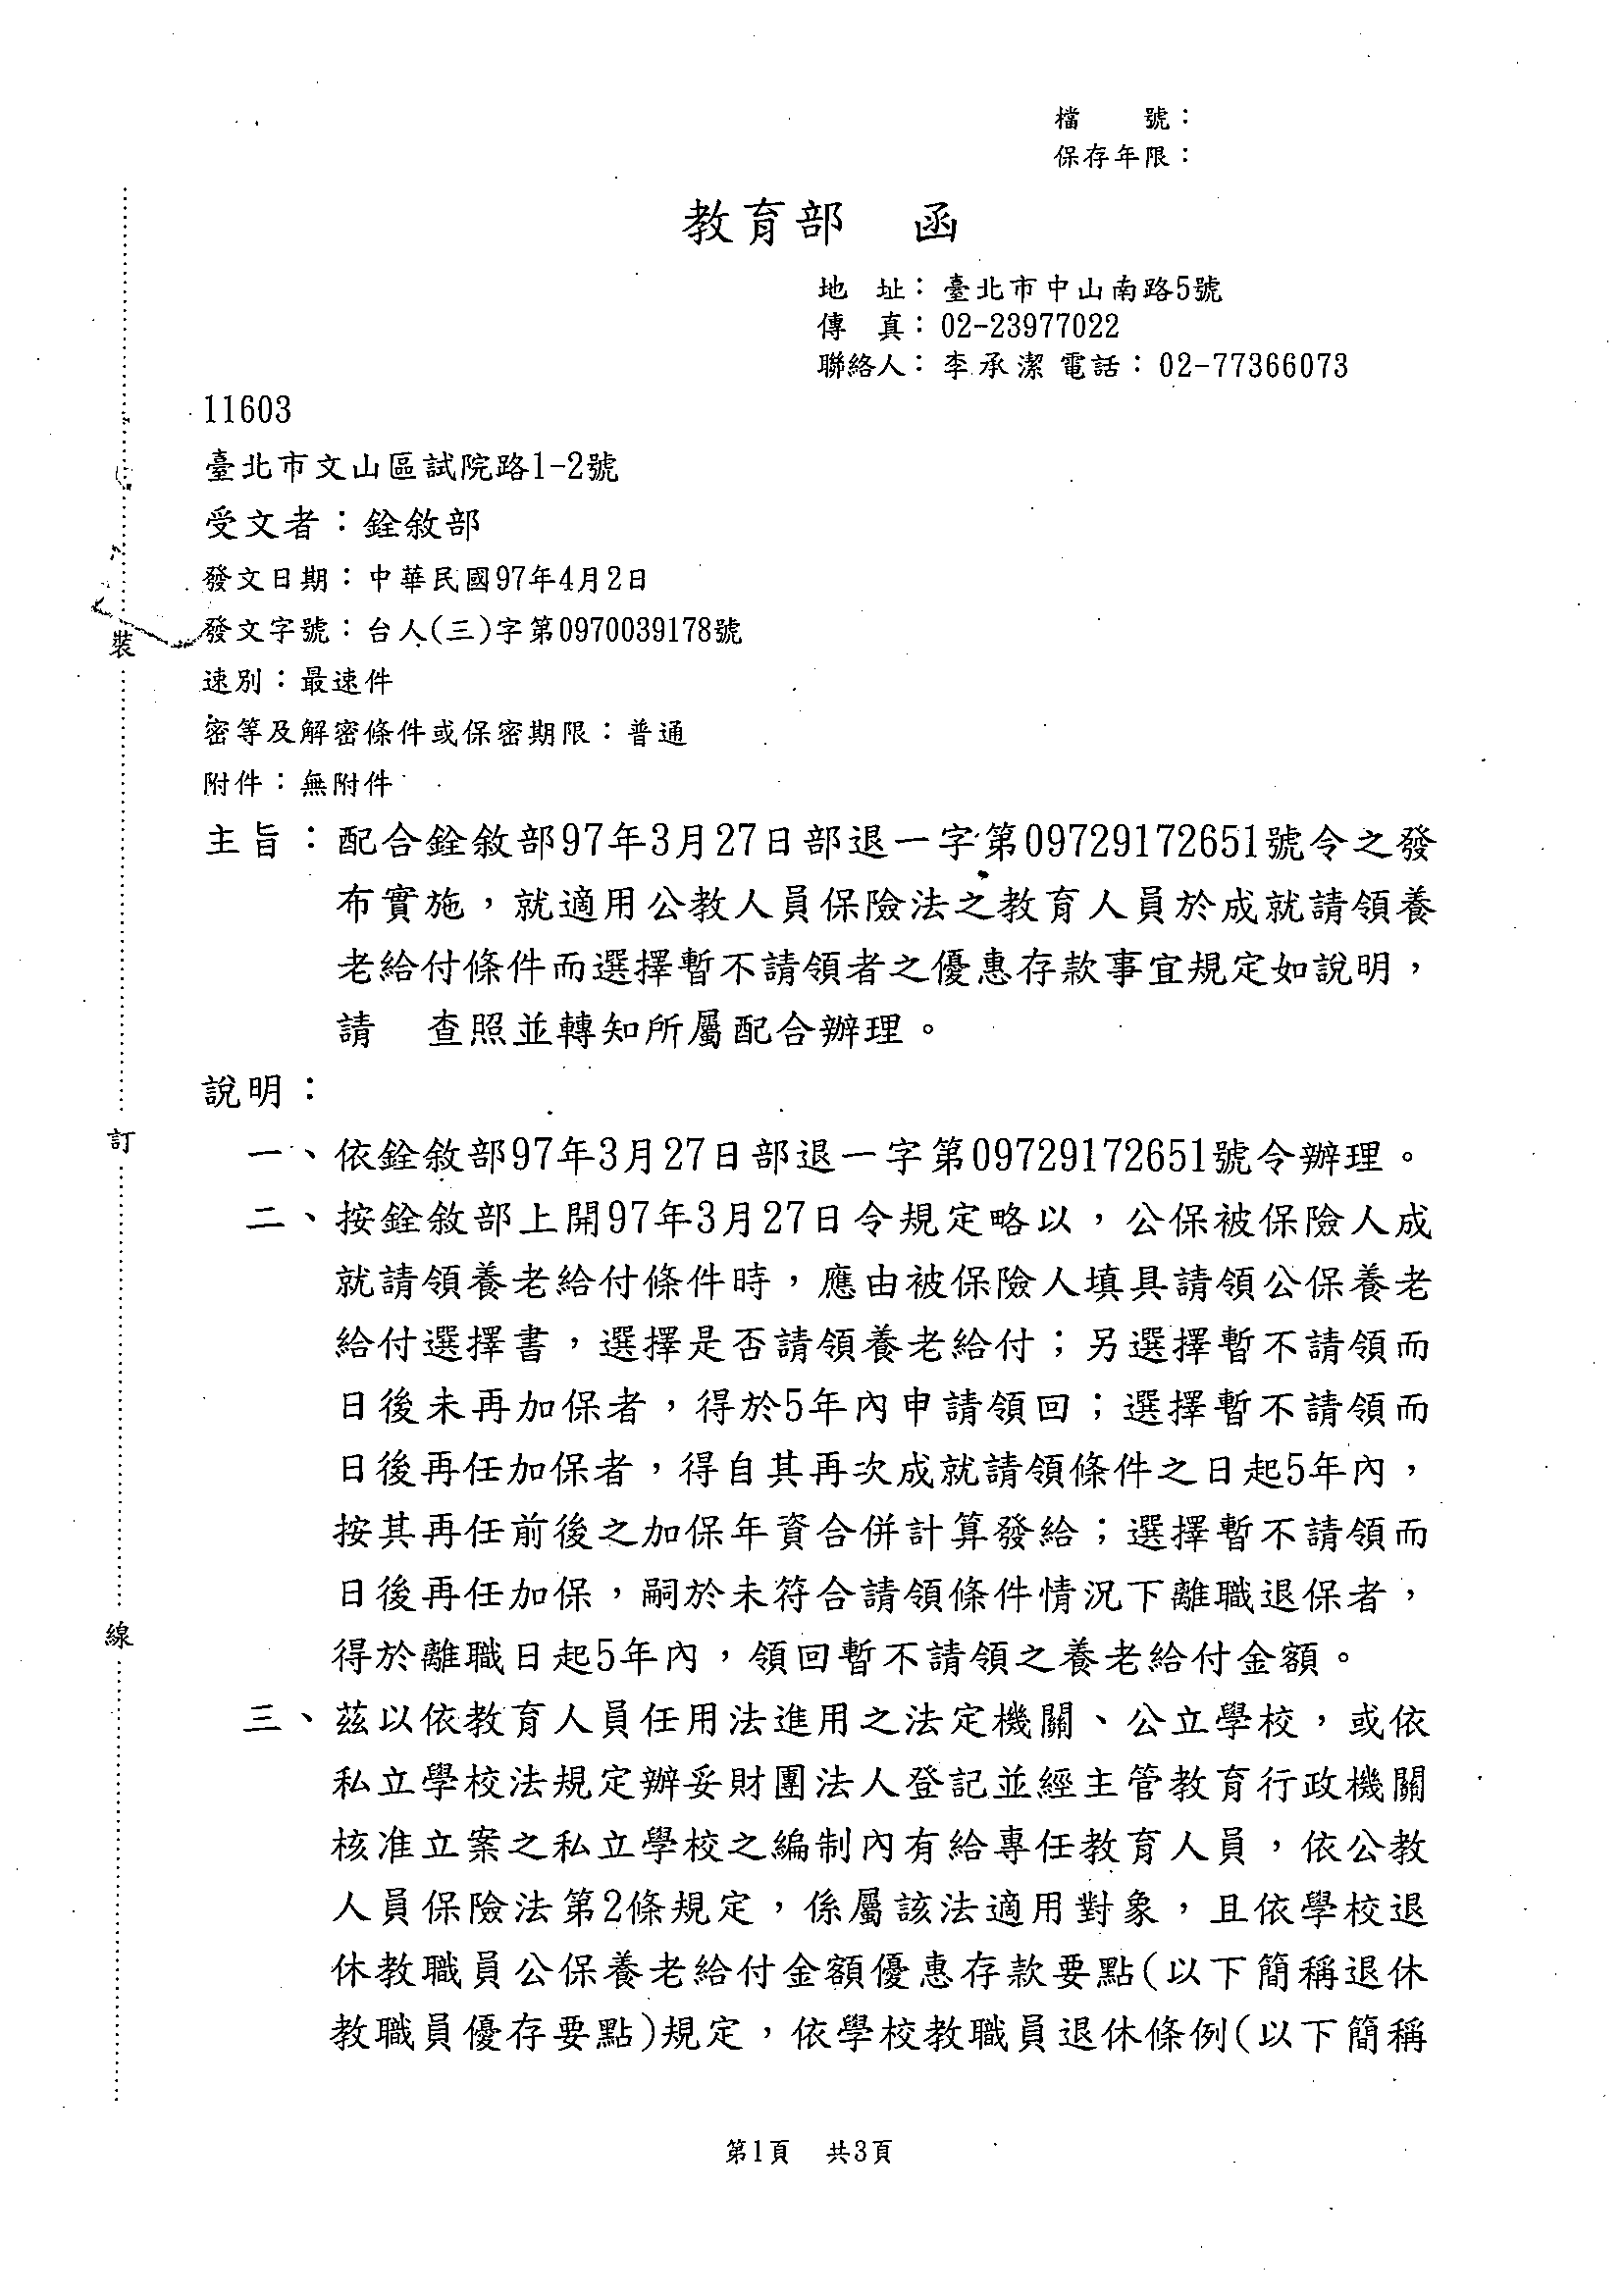 檔　　號：
保存年限：
教育部　函
地　址：臺北市中山南路5號
傳　真：02-23977022
聯絡人：李承潔 電話：02-77366073
11603
臺北市文山區試院路1-2號
受文者：銓敘部
發文日期：中華民國97年4月2日
發文字號：台人(三)字第0970039178號
速別：最速件
密等及解密條件或保密期限：普通
附件：無附件
主旨：配合銓敘部97年3月27日部退一字第09729172651號令之發
布實施，就適用公教人員保險法之教育人員於成就請領養
老給付條件而選擇暫不請領者之優惠存款事宜規定如說明，
請　查照並轉知所屬配合辦理。
說明：
一、依銓敘部97年3月27日部退一字第09729172651號令辦理。
二、按銓敘部上開97年3月27日令規定略以，公保被保險人成
就請領養老給付條件時，應由被保險人填具請領公保養老
給付選擇書，選擇是否請領養老給付；另選擇暫不請領而
日後未再加保者，得於5年內申請領回；選擇暫不請領而
日後再任加保者，得自其再次成就請領條件之日起5年內，
按其再任前後之加保年資合併計算發給；選擇暫不請領而
日後再任加保，嗣於未符合請領條件情況下離職退保者，
得於離職日起5年內，領回暫不請領之養老給付金額。
三、茲以依教育人員任用法進用之法定機關、公立學校，或依
私立學校法規定辦妥財團法人登記並經主管教育行政機關
核准立案之私立學校之編制內有給專任教育人員，依公教
人員保險法第2條規定，係屬該法適用對象，且依學校退
休教職員公保養老給付金額優惠存款要點(以下簡稱退休
教職員優存要點)規定，依學校教職員退休條例(以下簡稱
裝
訂
線
第1頁　共3頁